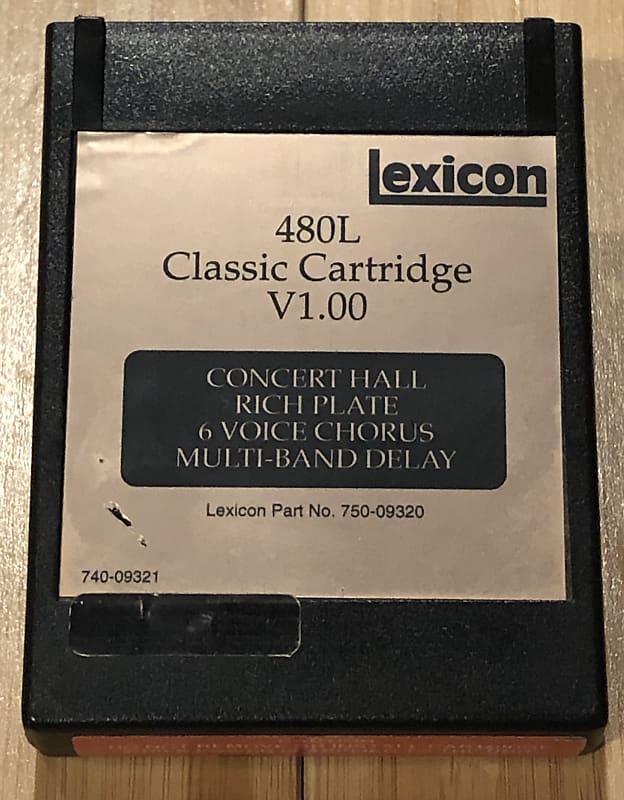 Lexicon
480L
Classic Cartridge
V1.00
CONCERT HALL
RICH PLATE
6 VOICE CHORUS
MULTI-BAND DELAY
Lexicon Part No. 750-09320
740-09321